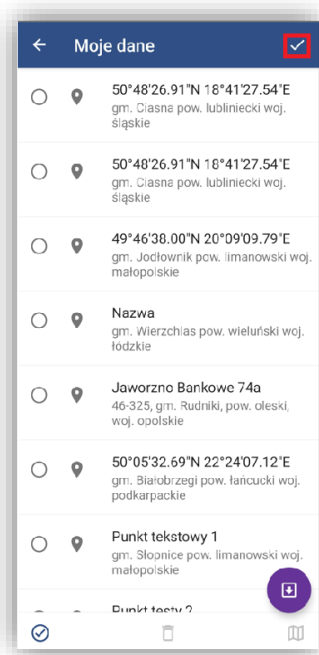 Moje dane
50°48'26.91"N 18°41'27.54"E
gm. Ciasna pow. lubliniecki woj.
śląskie
50°48'26.91"N 18°41'27.54"E
gm. Ciasna pow. lubliniecki woj.
śląskie
49°46'38.00"N 20°09'09.79"E
gm. Jodłownik pow. limanowski woj.
małopolskie
Nazwa
gm. Wierzchlas pow. wieluński woj.
łódzkie
Jaworzno Bankowe 74a
46-325, gm. Rudniki, pow. oleski,
woj. opolskie
50°05'32.69"N 22°24'07.12"E
gm. Białobrzegi pow. łańcucki woj.
podkarpackie
Punkt tekstowy 1
gm. Słopnice pow. limanowski woj.
małopolskie
Punkt testy 2